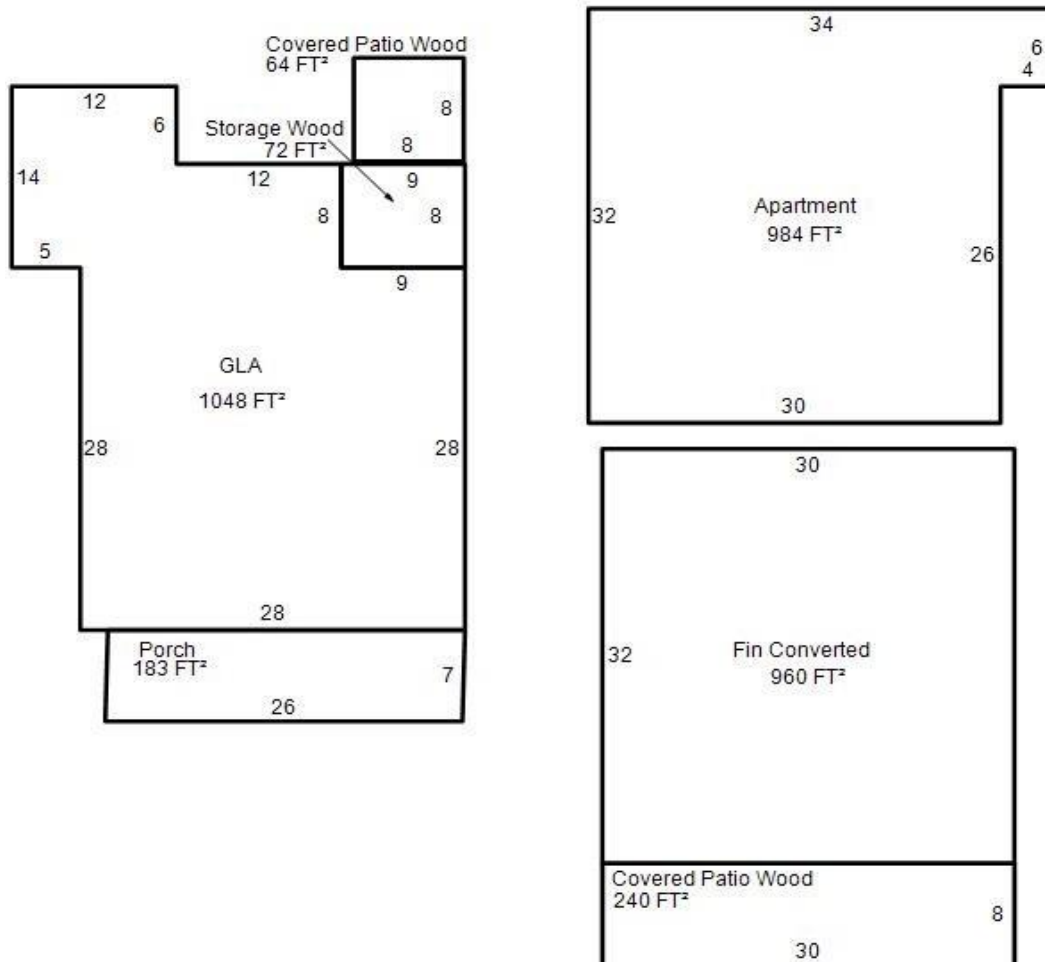 Covered Patio Wood
64 FT²
8
8
12
6
Storage Wood
72 FT²
12
9
8
8
9
14
5
GLA
1048 FT²
28
28
28
Porch
183 FT²
7
26
34
6
4
Apartment
984 FT²
32
26
30
30
32
Fin Converted
960 FT²
Covered Patio Wood
240 FT²
8
30